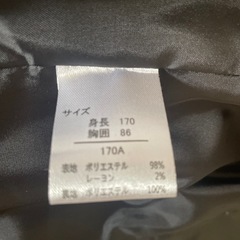 サイズ
身長 170
胸囲 86
170A
表地 ポリエステル 98%
レーヨン 2%
裏地 ポリエステル 100%